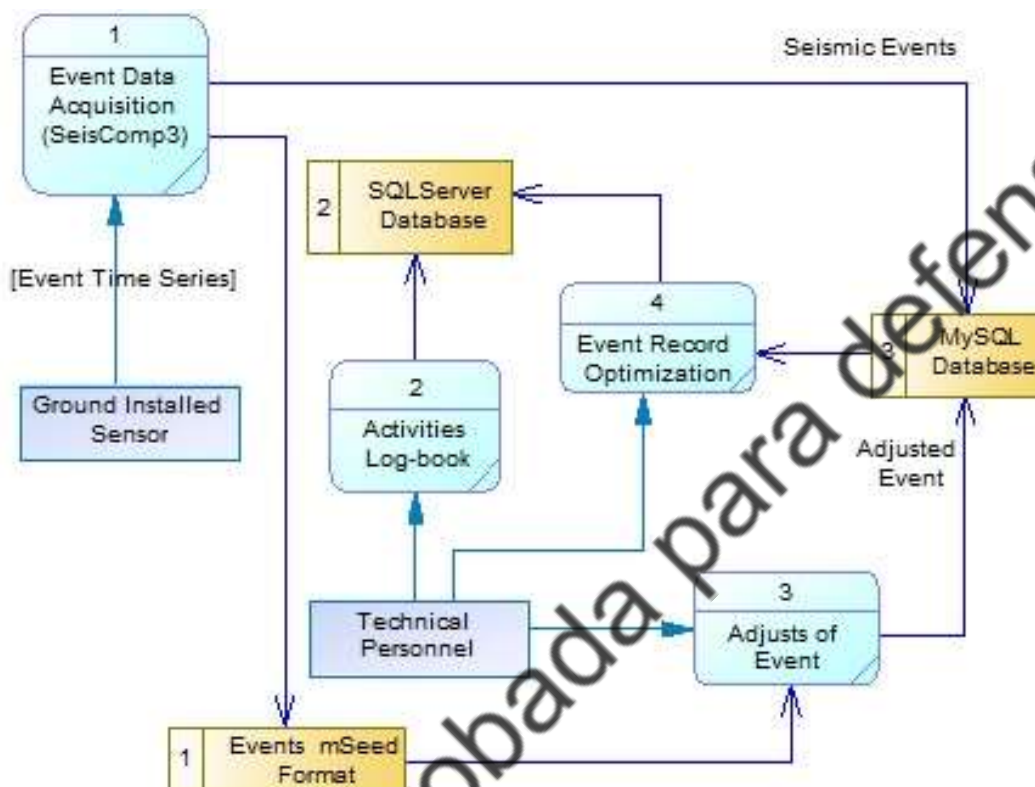 1
Event Data
Acquisition
(SeisComp3)
Seismic Events
2
SQLServer
Database
[Event Time Series]
4
Event Record
Optimization
3
MySQL
Database
Ground Installed
Sensor
2
Activities
Log-book
Adjusted
Event
Technical
Personnel
3
Adjusts of
Event
1
Events mSeed
Format
para